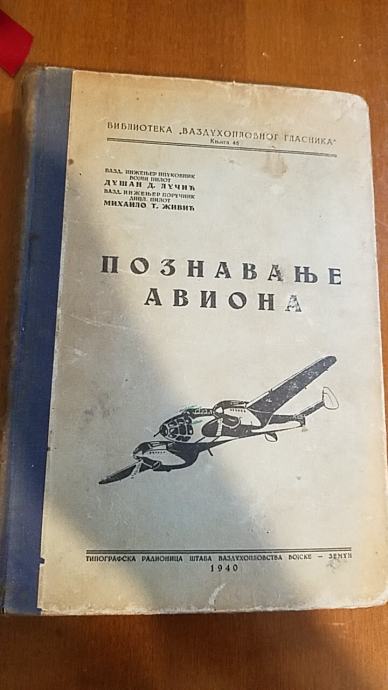 БИБЛИОТЕКА „ВАЗДУХОПЛОВНОГ ГЛАСНИКА"
Књига 46
ВАЗД. ИНЖЕЊЕР ППУКОВНИК
ВОЈНИ ПИЛОТ
ДУШАН Д. ЛУЧИЋ
ВАЗД. ИНЖЕЊЕР ПОРУЧНИК
ДИПЛ. ПИЛОТ
МИХАИЛО Т. ЖИВИЋ
ПОЗНАВАЊЕ
АВИОНА
ТИПОГРАФСКА РАДИОНИЦА ШТАБА ВАЗДУХОПЛОВСТВА ВОЈСКЕ – ЗЕМУН
1940